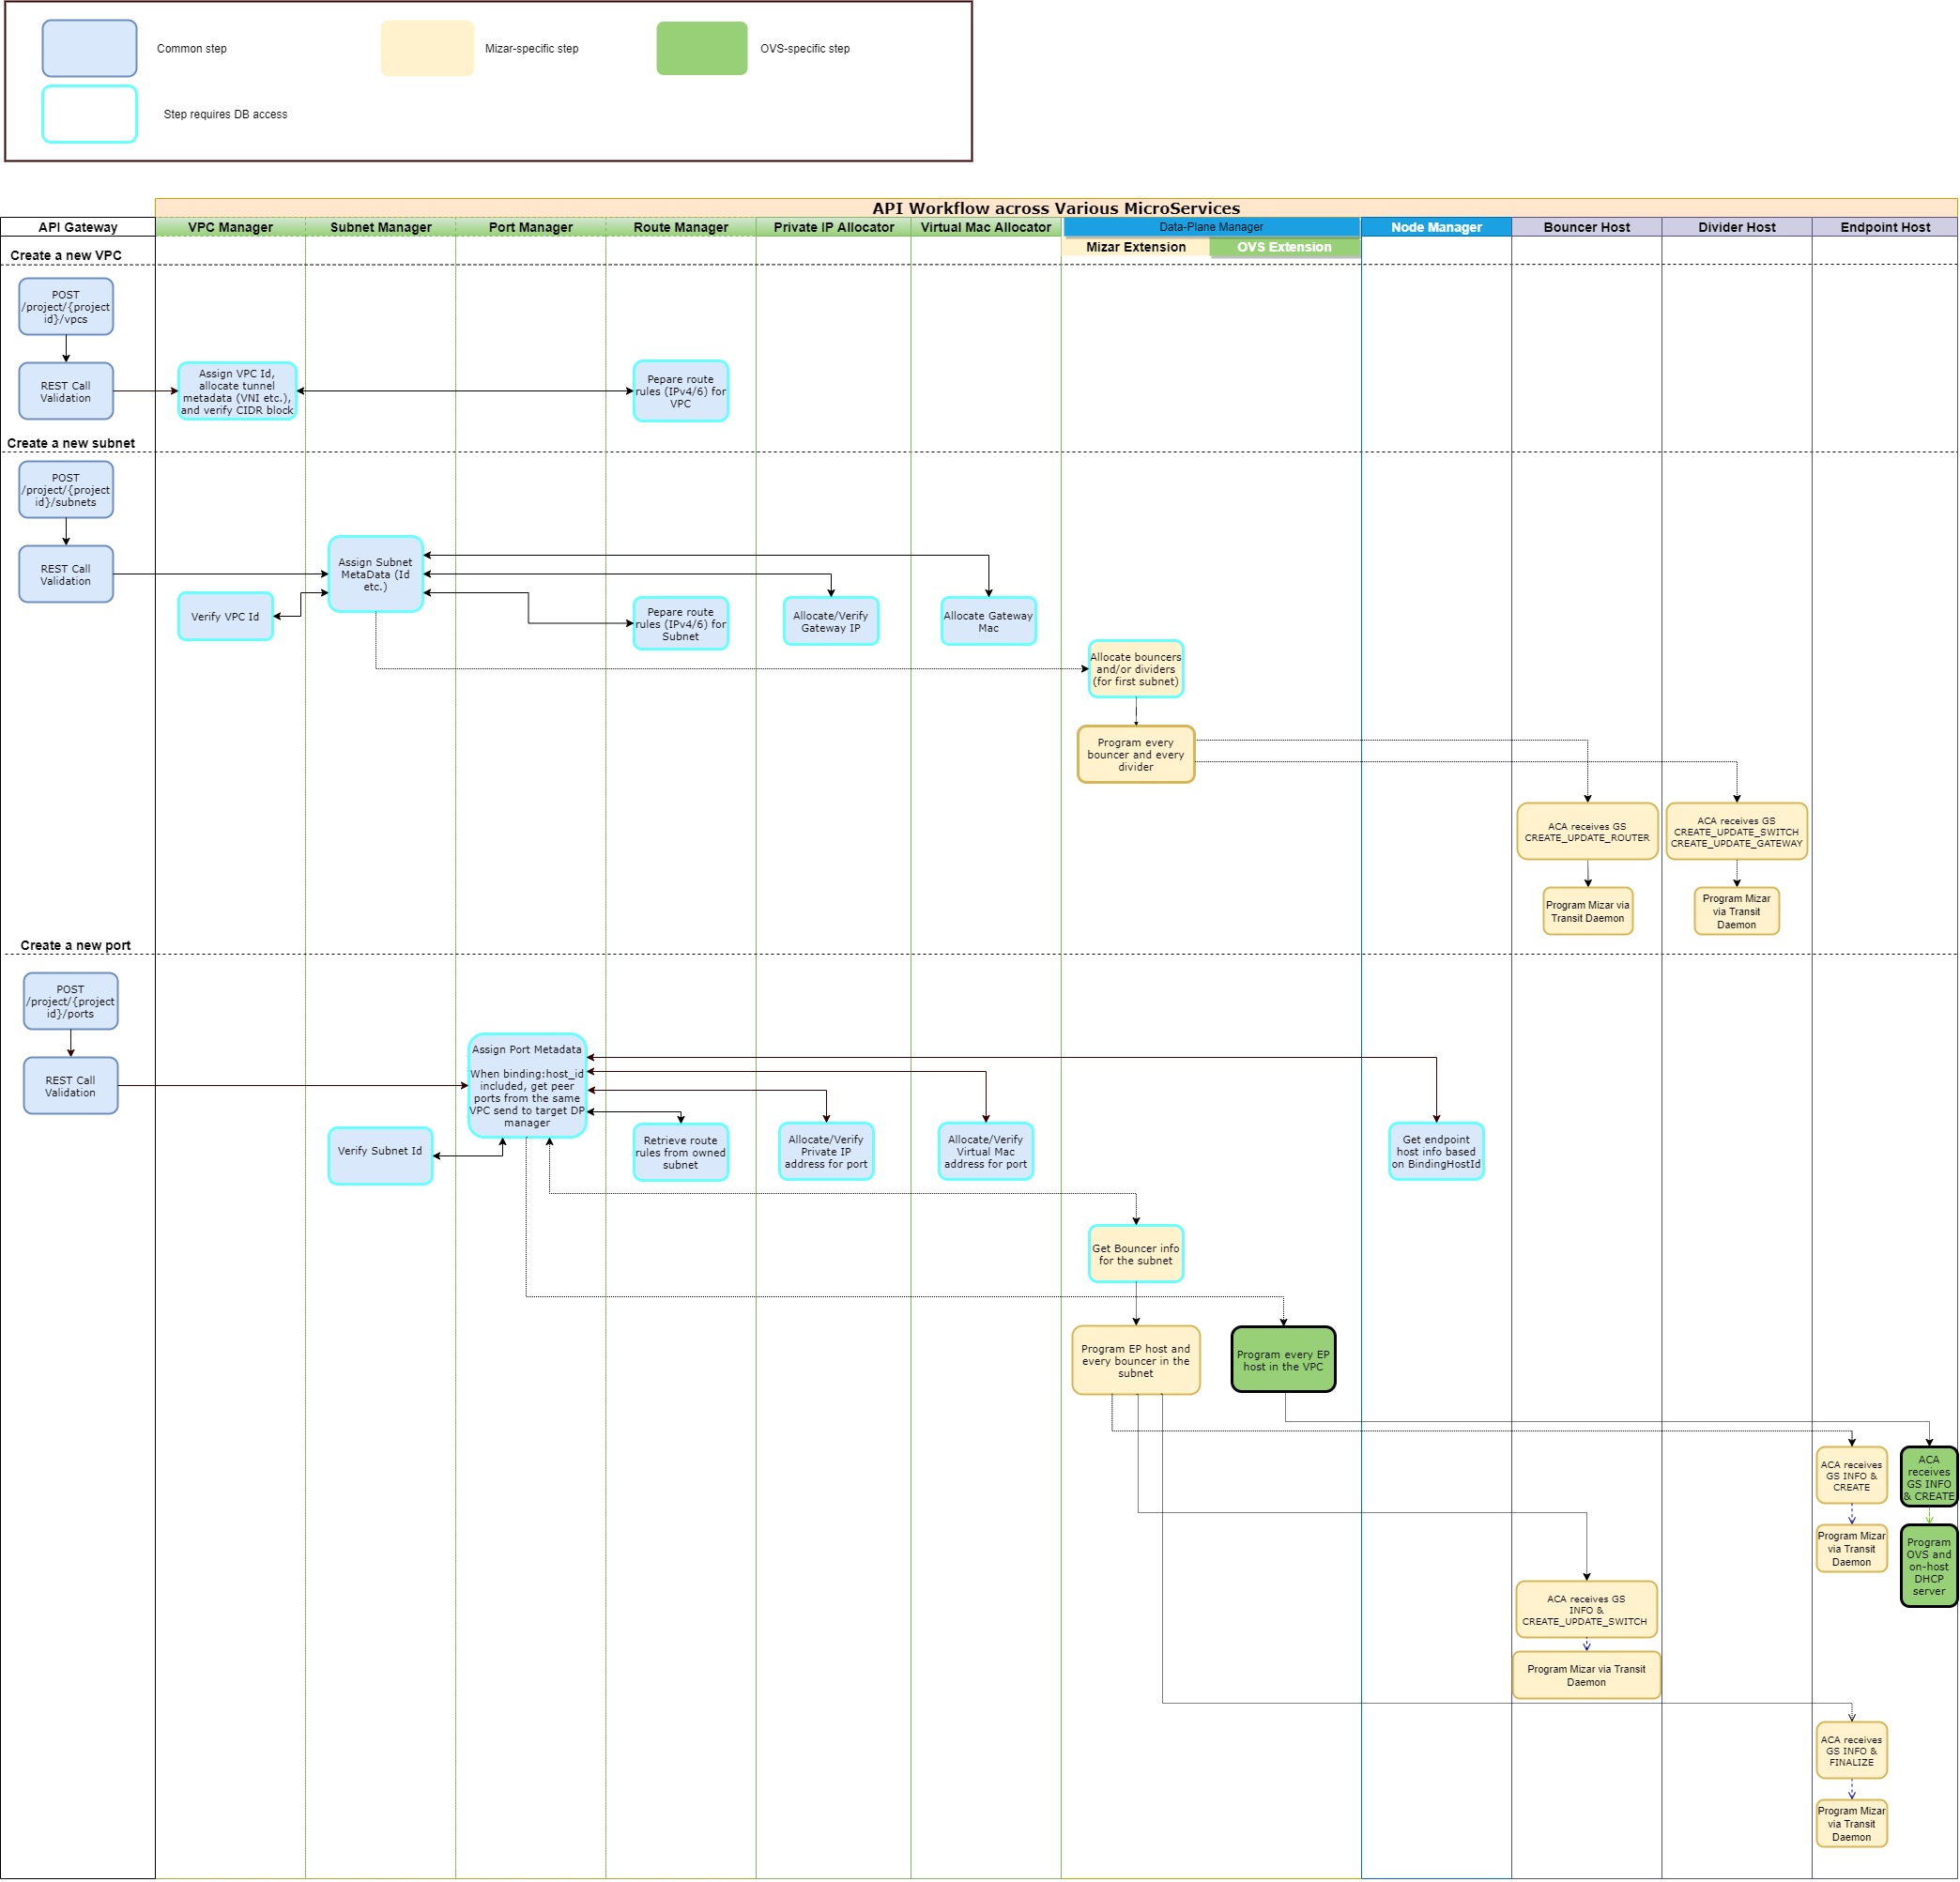 Common step
Mizar-specific step
OVS-specific step
Step requires DB access
API Workflow across Various MicroServices
API Gateway
VPC Manager
Subnet Manager
Port Manager
Route Manager
Private IP Allocator
Virtual Mac Allocator
Data-Plane Manager
Node Manager
Bouncer Host
Divider Host
Endpoint Host
Mizar Extension
OVS Extension
Create a new VPC
POST
/project/{project
id}/vpcs
REST Call
Validation
Assign VPC Id,
allocate tunnel
metadata (VNI etc.),
and verify CIDR block
Pepare route
rules (IPv4/6) for
VPC
Create a new subnet
POST
/project/{project
id}/subnets
REST Call
Validation
Assign Subnet
MetaData (Id
etc.)
Verify VPC Id
Pepare route
rules (IPv4/6) for
Subnet
Allocate/Verify
Gateway IP
Allocate Gateway
Mac
Allocate bouncers
and/or dividers
(for first subnet)
Program every
bouncer and every
divider
ACA receives GS
CREATE_UPDATE_ROUTER
ACA receives GS
CREATE_UPDATE_SWITCH
CREATE_UPDATE_GATEWAY
Program Mizar via
Transit Daemon
Program Mizar
via Transit
Daemon
Create a new port
POST
/project/{project
id}/ports
REST Call
Validation
Assign Port Metadata
When binding:host_id
included, get peer
ports from the same
VPC send to target DP
manager
Verify Subnet Id
Retrieve route
rules from owned
subnet
Allocate/Verify
Private IP
address for port
Allocate/Verify
Virtual Mac
address for port
Get endpoint
host info based
on BindingHostId
Get Bouncer info
for the subnet
Program EP host and
every bouncer in the
subnet
Program every EP
host in the VPC
ACA receives
GS INFO &
CREATE
ACA
receives
GS INFO
& CREATE
Program Mizar
via Transit
Daemon
Program
OVS and
on-host
DHCP
server
ACA receives GS
INFO &
CREATE_UPDATE_SWITCH
Program Mizar via Transit
Daemon
ACA receives
GS INFO &
FINALIZE
Program Mizar
via Transit
Daemon